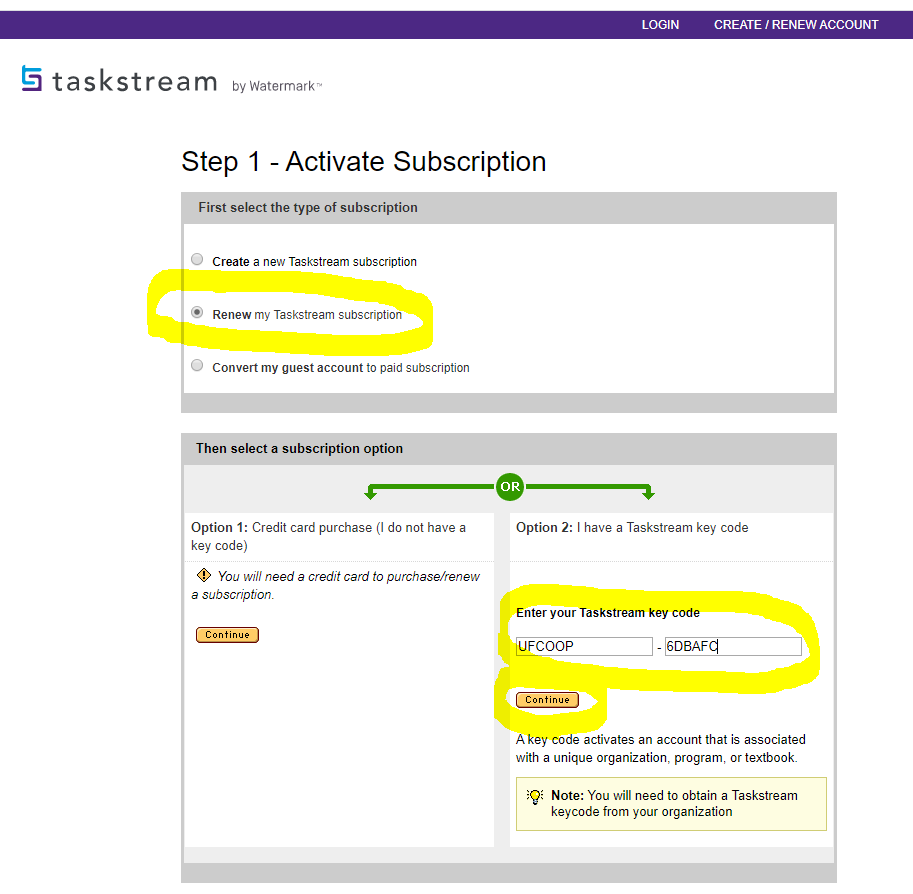 LOGIN CREATE / RENEW ACCOUNT
taskstream by Watermark™
Step 1 - Activate Subscription
First select the type of subscription
Create a new Taskstream subscription
Renew my Taskstream subscription
Convert my guest account to paid subscription
Then select a subscription option
OR
Option 1: Credit card purchase (I do not have a
key code)
You will need a credit card to purchase/renew
a subscription.
Continue
Option 2: I have a Taskstream key code
Enter your Taskstream key code
UFCOOP - 6DBAFC
Continue
A key code activates an account that is associated
with a unique organization, program, or textbook.
Note: You will need to obtain a Taskstream
keycode from your organization